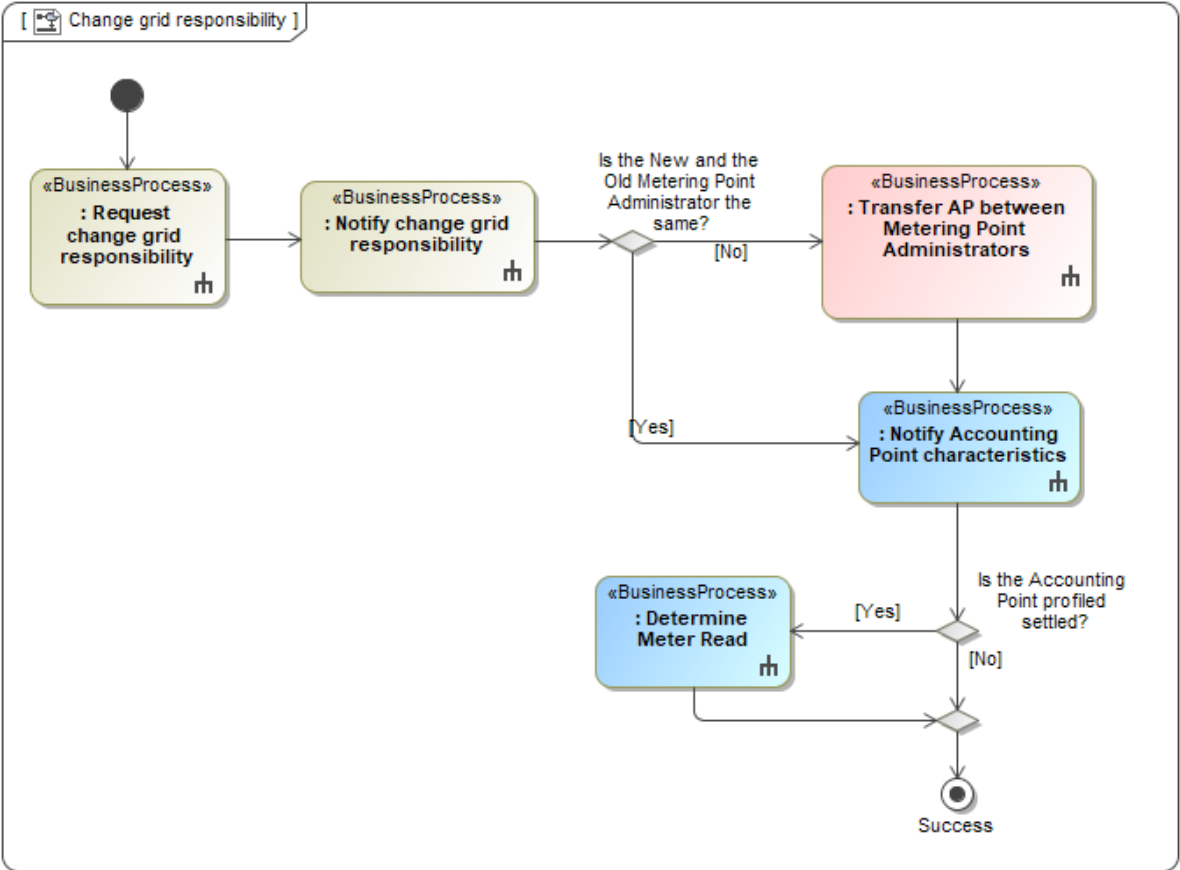 [ Change grid responsibility ]
«BusinessProcess»
: Request
change grid
responsibility
«BusinessProcess»
: Notify change grid
responsibility
Is the New and the
Old Metering Point
Administrator the
same?
[No]
[Yes]
«BusinessProcess»
: Transfer AP between
Metering Point
Administrators
«BusinessProcess»
: Notify Accounting
Point characteristics
Is the Accounting
Point profiled
settled?
[Yes]
[No]
«BusinessProcess»
: Determine
Meter Read
Success